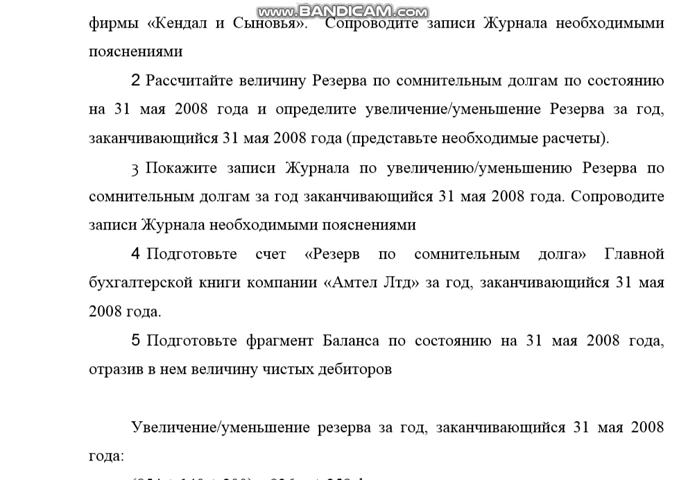 www.BANDICAM.com
фирмы «Кендал и Сыновья». Сопроводите записи Журнала необходимыми
пояснениями
2 Рассчитайте величину Резерва по сомнительным долгам по состоянию
на 31 мая 2008 года и определите увеличение/уменьшение Резерва за год,
заканчивающийся 31 мая 2008 года (представьте необходимые расчеты).
3 Покажите записи Журнала по увеличению/уменьшению Резерва по
сомнительным долгам за год заканчивающийся 31 мая 2008 года. Сопроводите
записи Журнала необходимыми пояснениями
4 Подготовьте счет «Резерв по сомнительным долга» Главной
бухгалтерской книги компании «Амтел Лтд» за год, заканчивающийся 31 мая
2008 года.
5 Подготовьте фрагмент Баланса по состоянию на 31 мая 2008 года,
отразив в нем величину чистых дебиторов
Увеличение/уменьшение резерва за год, заканчивающийся 31 мая 2008
года: